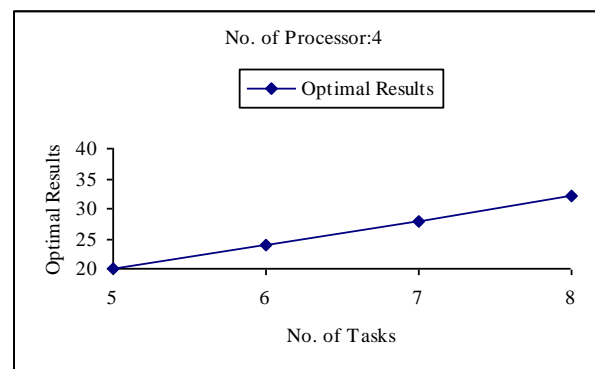 No. of Processor:4
Optimal Results
Optimal Results
40
35
30
25
20
5 6 7 8
No. of Tasks